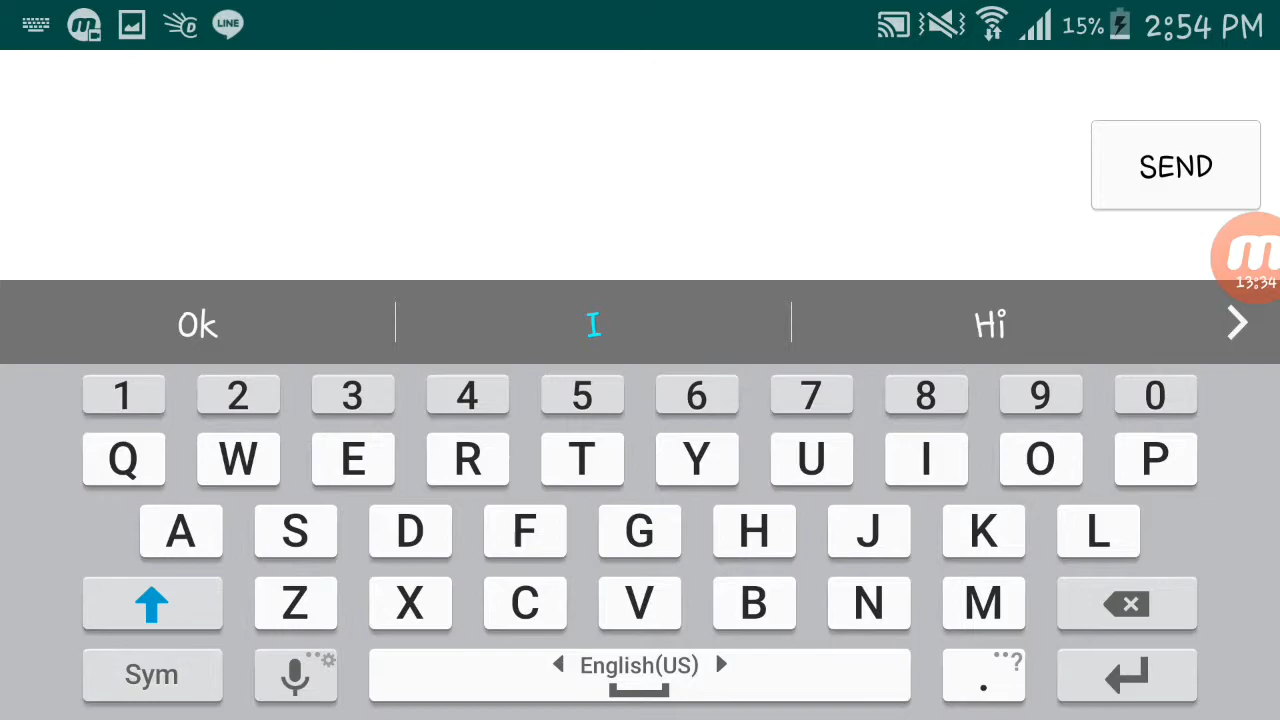 LINE 15% 2:54 PM
SEND
13:34
Ok I Hi
1 2 3 4 5 6 7 8 9 0
Q W E R T Y U I O P
A S D F G H J K L
Z X C V B N M
Sym English(US) . ?